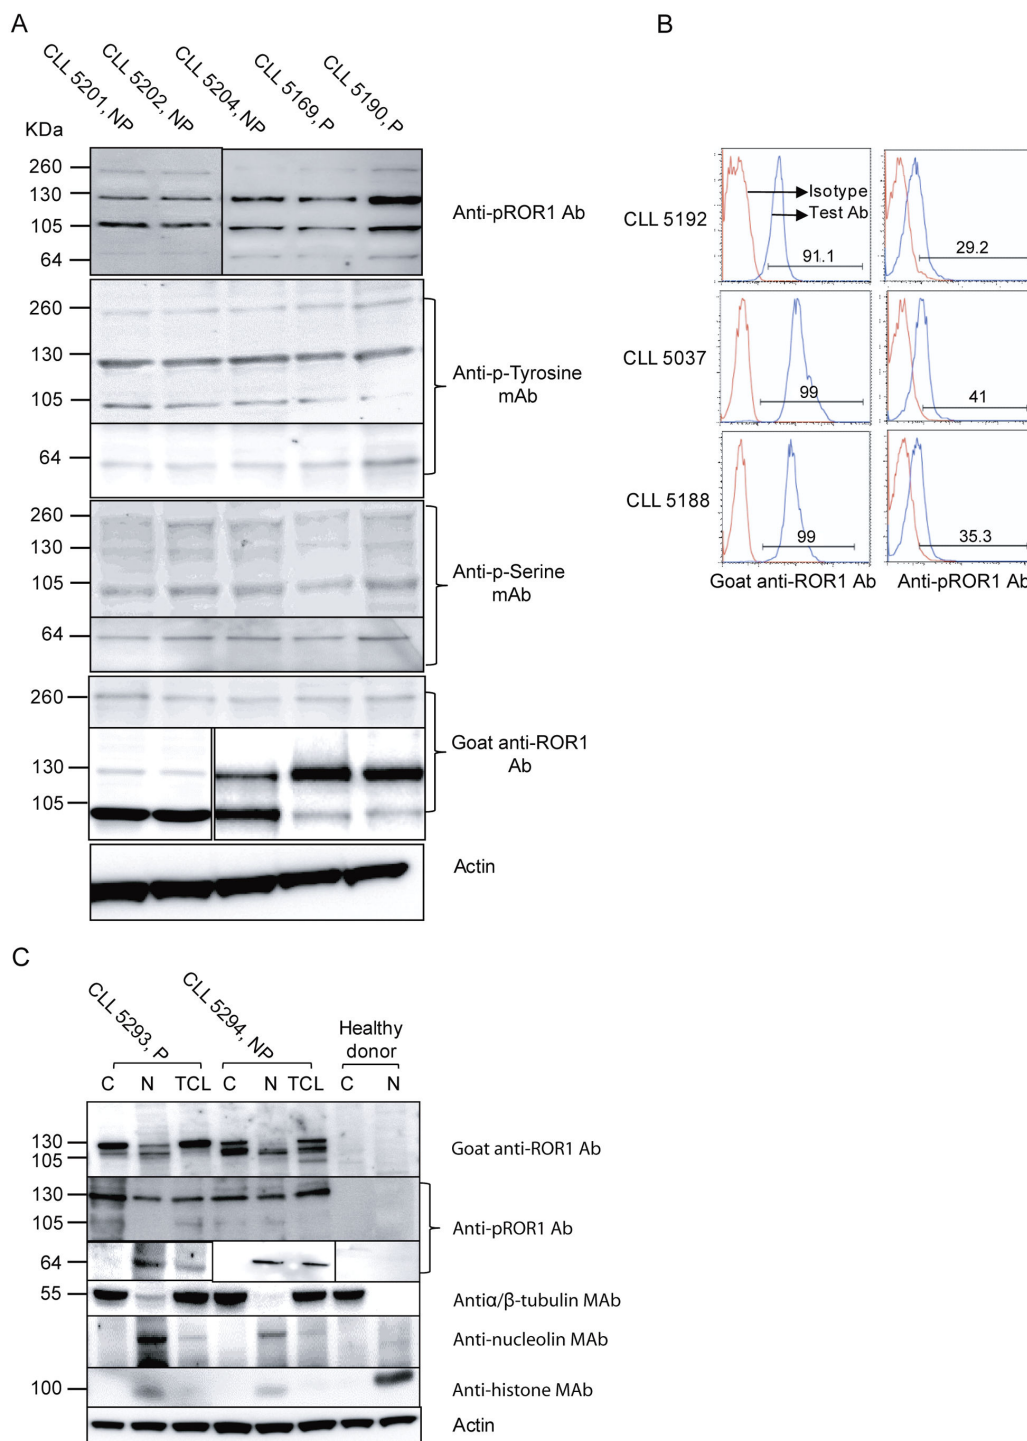 A
CLL 5201, NP
CLL 5202, NP
CLL 5204, NP
CLL 5169, P
CLL 5190, P
KDa
260
130
105
64
Anti-pROR1 Ab
260
130
105
64
Anti-p-Tyrosine
mAb
260
130
105
64
Anti-p-Serine
mAb
260
130
105
Goat anti-ROR1
Ab
Actin
B
CLL 5192
Isotype
Test Ab
91.1
29.2
CLL 5037
99
41
CLL 5188
99
35.3
Goat anti-ROR1 Ab
Anti-pROR1 Ab
C
CLL 5293, P
CLL 5294, NP
Healthy
donor
C N TCL C N TCL C N
130
105
Goat anti-ROR1 Ab
130
105
64
Anti-pROR1 Ab
55
Antiα/β-tubulin MAb
Anti-nucleolin MAb
100
Anti-histone MAb
Actin